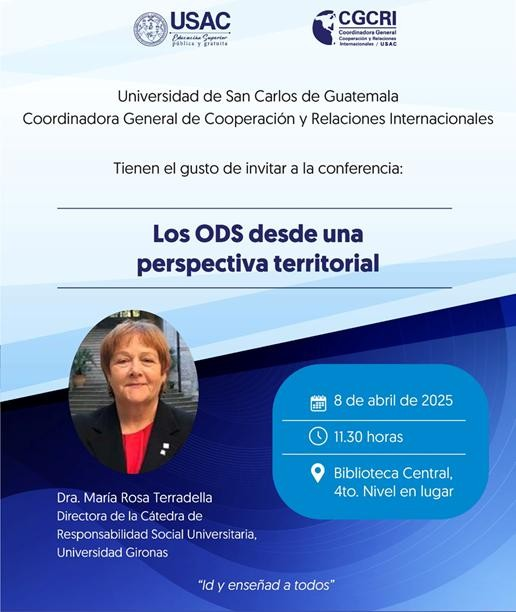 USAC
Educación Superior
pública y gratuita
CGCRI
Coordinadora General
Cooperación y Relaciones
Internacionales / USAC
Universidad de San Carlos de Guatemala
Coordinadora General de Cooperación y Relaciones Internacionales
Tienen el gusto de invitar a la conferencia:
Los ODS desde una
perspectiva territorial
8 de abril de 2025
11.30 horas
Biblioteca Central,
4to. Nivel en lugar
Dra. María Rosa Terradella
Directora de la Cátedra de
Responsabilidad Social Universitaria,
Universidad Gironas
“Id y enseñad a todos”